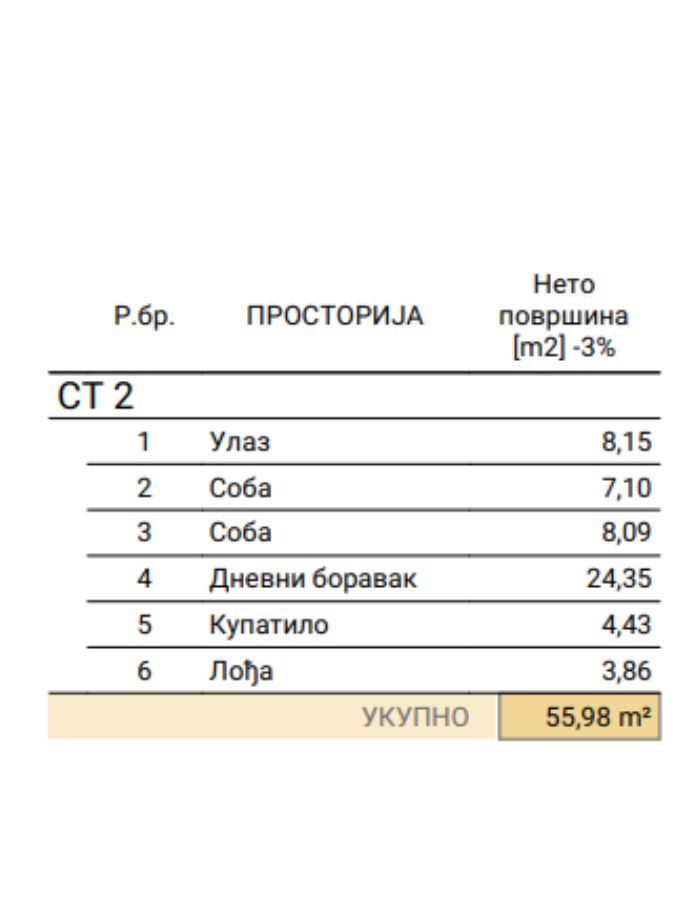 Р.бр. ПРОСТОРИЈА Нето површина [m2] -3%
СТ 2
1 Улаз 8,15
2 Соба 7,10
3 Соба 8,09
4 Дневни боравак 24,35
5 Купатило 4,43
6 Лођа 3,86
УКУПНО 55,98 m²